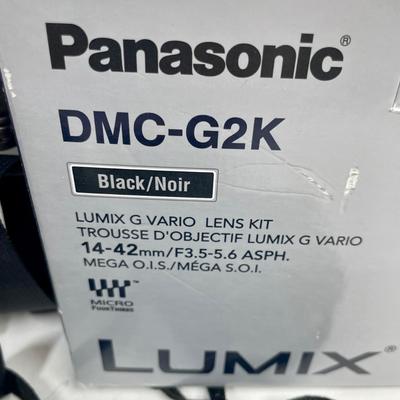 Panasonic®
DMC-G2K
Black/Noir
LUMIX G VARIO LENS KIT
TROUSSE D'OBJECTIF LUMIX G VARIO
14-42mm/F3.5-5.6 ASPH.
MEGA O.I.S./MÉGA S.O.I.
™
MICRO
FOURTHIRDS
LUMIX®